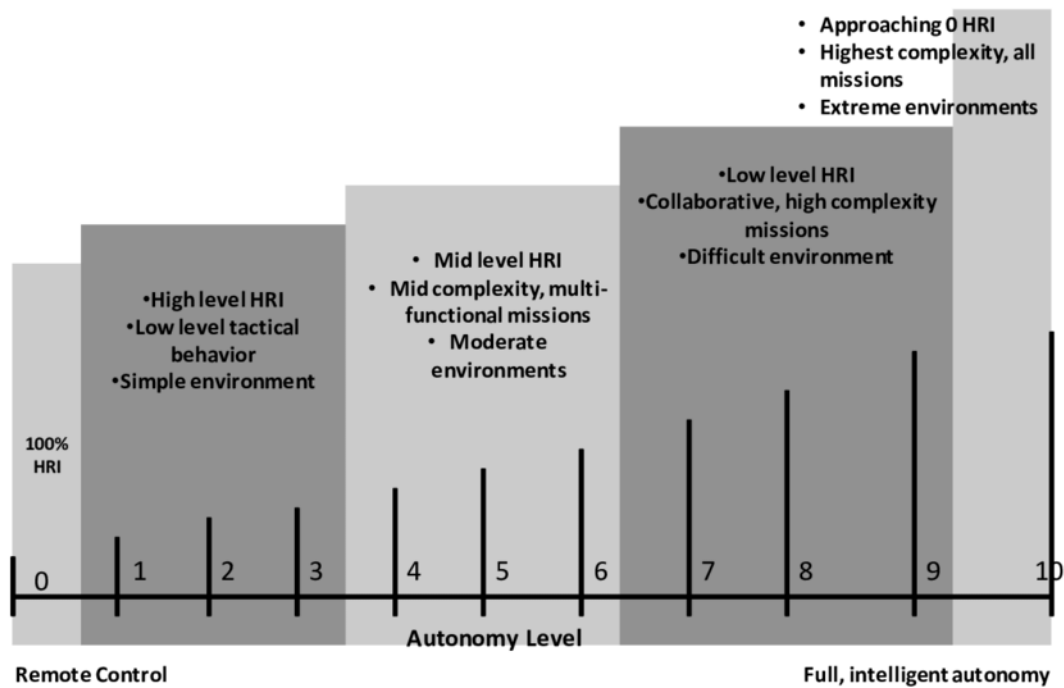 • Approaching 0 HRI
• Highest complexity, all
missions
• Extreme environments
•Low level HRI
•Collaborative, high complexity
missions
•Difficult environment
• Mid level HRI
• Mid complexity, multi-
functional missions
• Moderate
environments
•High level HRI
•Low level tactical
behavior
•Simple environment
100%
HRI
0 1 2 3 4 5 6 7 8 9 10
Autonomy Level
Remote Control
Full, intelligent autonomy